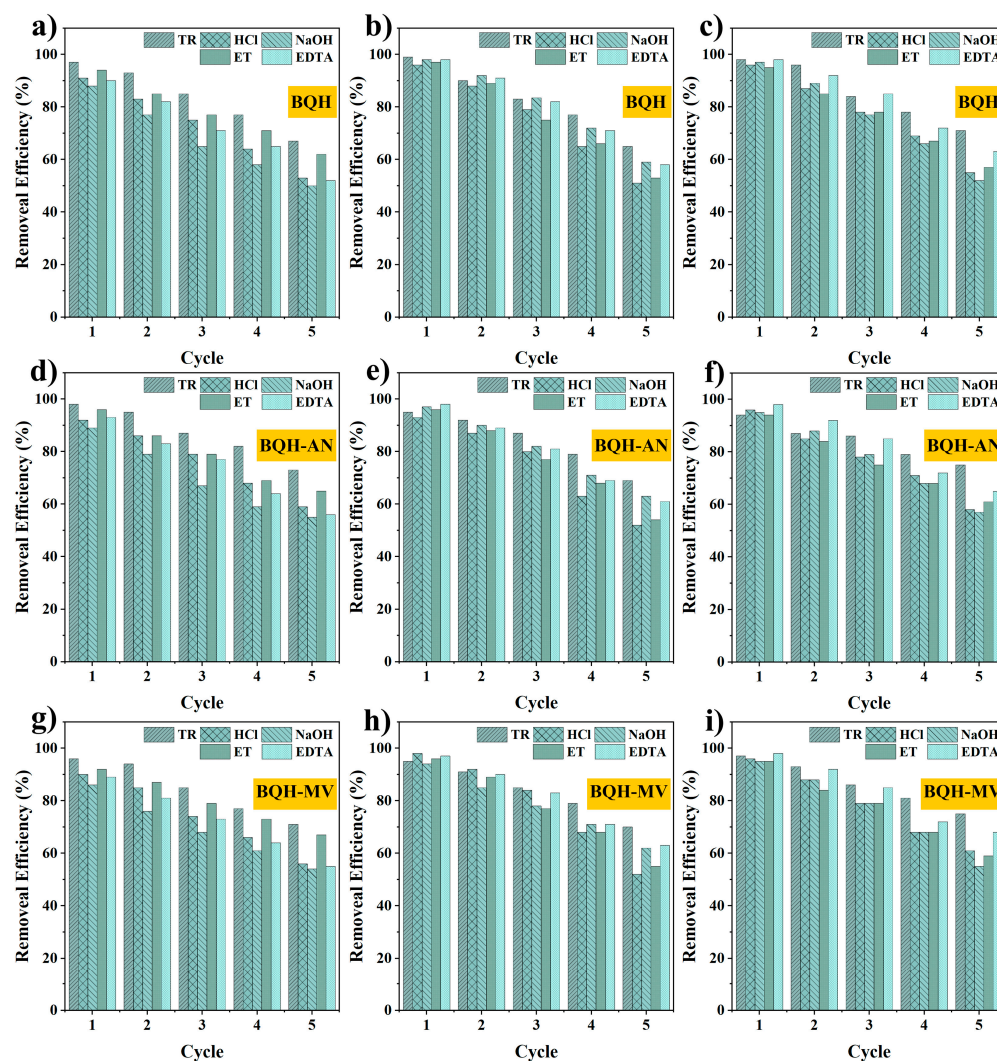 a)
TR HCl NaOH
ET EDTA
BQH
Removeal Efficiency (%)
100
80
60
40
20
0
1 2 3 4 5
Cycle
b)
TR HCl NaOH
ET EDTA
BQH
Removeal Efficiency (%)
100
80
60
40
20
0
1 2 3 4 5
Cycle
c)
TR HCl NaOH
ET EDTA
BQH
Removeal Efficiency (%)
100
80
60
40
20
0
1 2 3 4 5
Cycle
d)
TR HCl NaOH
ET EDTA
BQH-AN
Removeal Efficiency (%)
100
80
60
40
20
0
1 2 3 4 5
Cycle
e)
TR HCl NaOH
ET EDTA
BQH-AN
Removeal Efficiency (%)
100
80
60
40
20
0
1 2 3 4 5
Cycle
f)
TR HCl NaOH
ET EDTA
BQH-AN
Removeal Efficiency (%)
100
80
60
40
20
0
1 2 3 4 5
Cycle
g)
TR HCl NaOH
ET EDTA
BQH-MV
Removeal Efficiency (%)
100
80
60
40
20
0
1 2 3 4 5
Cycle
h)
TR HCl NaOH
ET EDTA
BQH-MV
Removeal Efficiency (%)
100
80
60
40
20
0
1 2 3 4 5
Cycle
i)
TR HCl NaOH
ET EDTA
BQH-MV
Removeal Efficiency (%)
100
80
60
40
20
0
1 2 3 4 5
Cycle